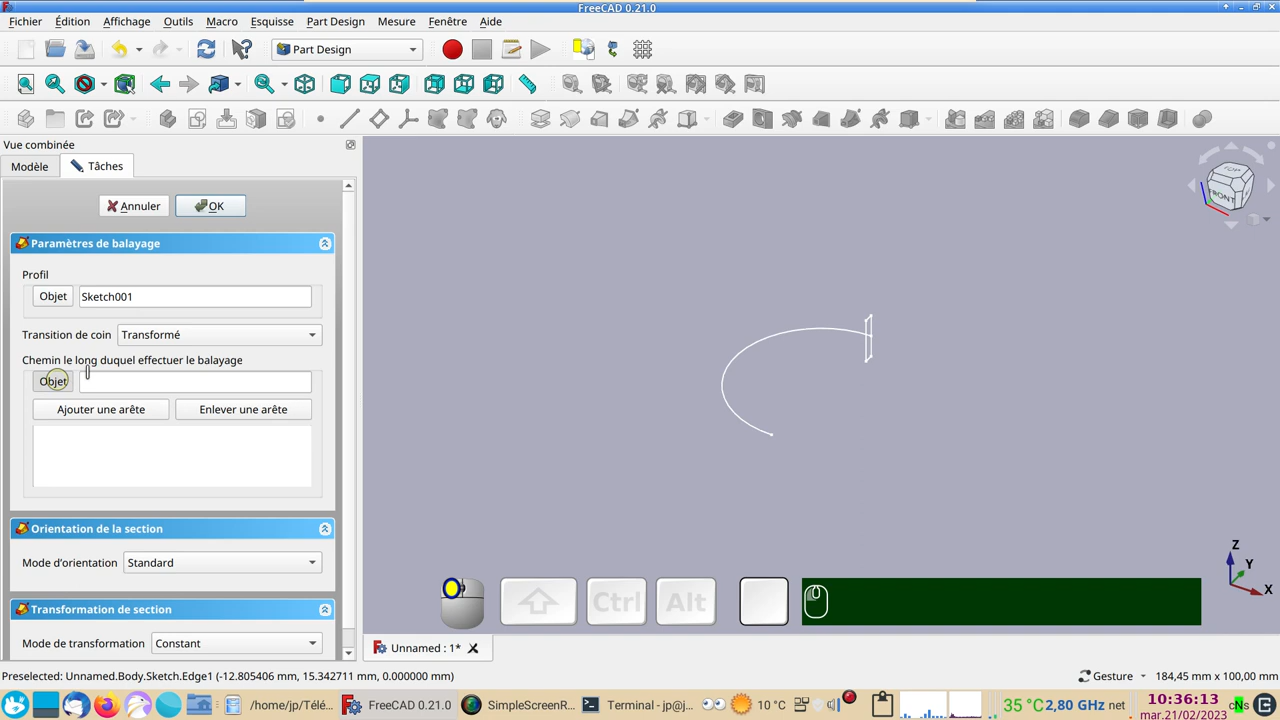 FreeCAD 0.21.0
Fichier Édition Affichage Outils Macro Esquisse Part Design Mesure Fenêtre Aide
Part Design
Vue combinée
Modèle Tâches
Annuler OK
Paramètres de balayage
Profil
Objet Sketch001
Transition de coin Transformé
Chemin le long duquel effectuer le balayage
Objet
Ajouter une arête Enlever une arête
Orientation de la section
Mode d'orientation Standard
Transformation de section
Mode de transformation Constant
TOP
FRONT
Z
Y
X
Ctrl Alt
Unnamed : 1*
Preselected: Unnamed.Body.Sketch.Edge1 (-12.805406 mm, 15.342711 mm, 0.000000 mm)
Gesture 184,45 mm x 100,00 mm
/home/jp/Télé... FreeCAD 0.21.0 SimpleScreenR... Terminal - jp@j... 10 °C 35 °C 2,80 GHz net 10:36:13 cNs
mar.21/02/2023